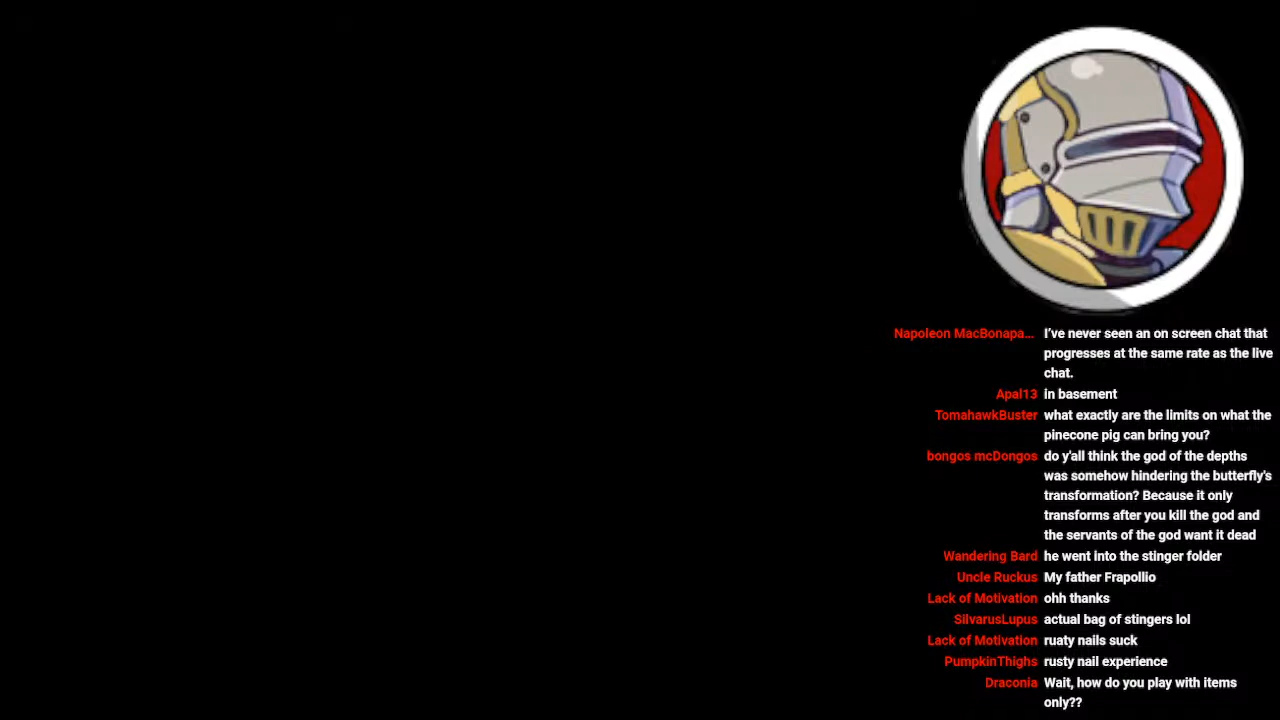 Napoleon MacBonapa... I've never seen an on screen chat that
progresses at the same rate as the live
chat.
Apal13 in basement
TomahawkBuster what exactly are the limits on what the
pinecone pig can bring you?
bongos mcDongos do y'all think the god of the depths
was somehow hindering the butterfly's
transformation? Because it only
transforms after you kill the god and
the servants of the god want it dead
Wandering Bard he went into the stinger folder
Uncle Ruckus My father Frapollio
Lack of Motivation ohh thanks
SilvarusLupus actual bag of stingers lol
Lack of Motivation ruaty nails suck
PumpkinThighs rusty nail experience
Draconia Wait, how do you play with items
only??